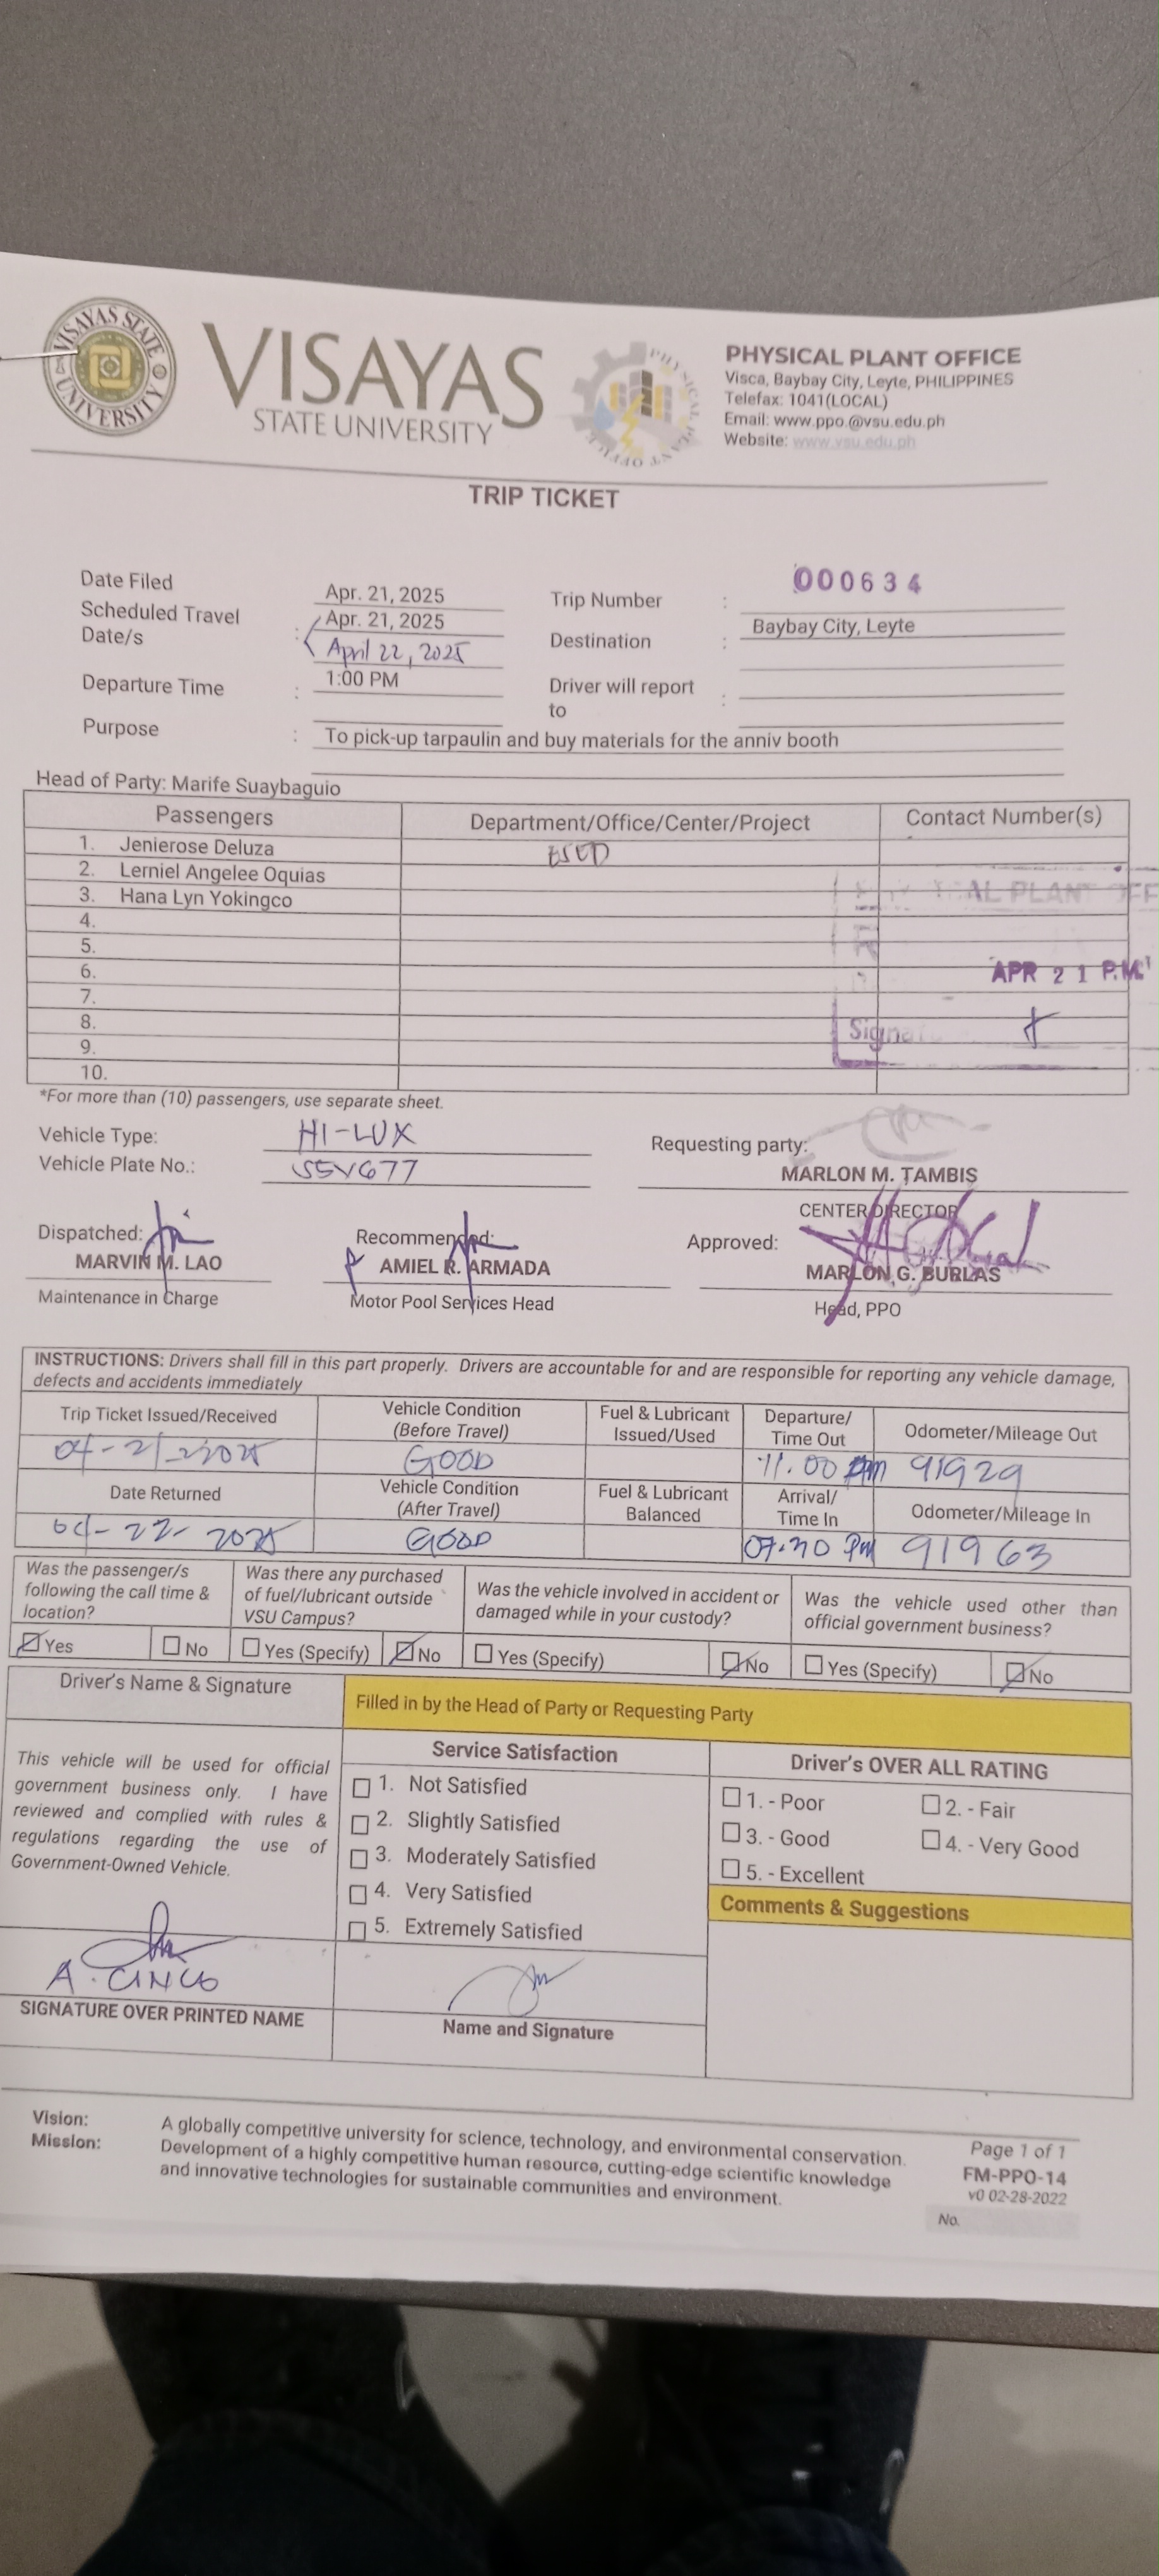 VISAYAS STATE UNIVERSITY
VISAYAS
STATE UNIVERSITY
PHYSICAL PLANT OFFICE
PHYSICAL PLANT OFFICE
Visca, Baybay City, Leyte, PHILIPPINES
Telefax: 1041(LOCAL)
Email: www.ppo.@vsu.edu.ph
Website: www.vsu.edu.ph
TRIP TICKET
Date Filed Apr. 21, 2025 Trip Number : 000634
Scheduled Travel Date/s : Apr. 21, 2025 Destination : Baybay City, Leyte
April 22, 2025
Departure Time : 1:00 PM Driver will report to :
Purpose : To pick-up tarpaulin and buy materials for the anniv booth
Head of Party: Marife Suaybaguio
Passengers Department/Office/Center/Project Contact Number(s)
1. Jenierose Deluza
2. Lerniel Angelee Oquias
3. Hana Lyn Yokingco
4.
5.
6.
7.
8.
9.
10.
APR 21 P.M.
*For more than (10) passengers, use separate sheet.
Vehicle Type: HI-LUX
Vehicle Plate No.: S5V677
Requesting party:
MARLON M. TAMBIS
CENTER DIRECTOR
Dispatched: Recommended: Approved:
MARVIN M. LAO AMIEL R. ARMADA MARLON G. BURLAS
Maintenance in Charge Motor Pool Services Head Head, PPO
INSTRUCTIONS: Drivers shall fill in this part properly. Drivers are accountable for and are responsible for reporting any vehicle damage,
defects and accidents immediately
Trip Ticket Issued/Received Vehicle Condition (Before Travel) Fuel & Lubricant Issued/Used Departure/ Time Out Odometer/Mileage Out
GOOD 11:00 91929
Date Returned Vehicle Condition (After Travel) Fuel & Lubricant Balanced Arrival/ Time In Odometer/Mileage In
04-22-2025 GOOD PM 91963
Was the passenger/s following the call time & location? Was there any purchased of fuel/lubricant outside VSU Campus? Was the vehicle involved in accident or damaged while in your custody? Was the vehicle used other than official government business?
Yes No Yes (Specify) No Yes (Specify) No Yes (Specify) No
Driver's Name & Signature
Filled in by the Head of Party or Requesting Party
This vehicle will be used for official
government business only. I have
reviewed and complied with rules &
regulations regarding the use of
Government-Owned Vehicle.
Service Satisfaction
1. Not Satisfied
2. Slightly Satisfied
3. Moderately Satisfied
4. Very Satisfied
5. Extremely Satisfied
Driver's OVER ALL RATING
1. - Poor 2. - Fair
3. - Good 4. - Very Good
5. - Excellent
Comments & Suggestions
A. CINCO
SIGNATURE OVER PRINTED NAME
Name and Signature
Vision: A globally competitive university for science, technology, and environmental conservation.
Mission: Development of a highly competitive human resource, cutting-edge scientific knowledge
and innovative technologies for sustainable communities and environment.
Page 1 of 1
FM-PPO-14
v0 02-28-2022
No.